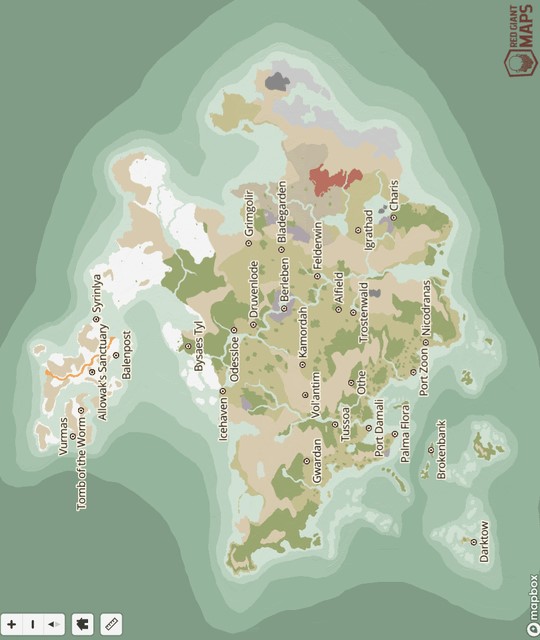 RED GIANT
MAPS
Syrinlya
Allowak's Sanctuary
Balenpost
Vurmas
Tomb of the Worm
Grimgolir
Bladegarden
Charis
Igrathad
Felderwin
Druvenlode
Berleben
Alfield
Trostenwald
Bysaes Tyl
Odessloe
Kamordah
Nicodranas
Icehaven
Vol'antim
Othe
Port Zoon
Tussoa
Port Damali
Gwardan
Palma Flora
Brokenbank
Darktow
mapbox